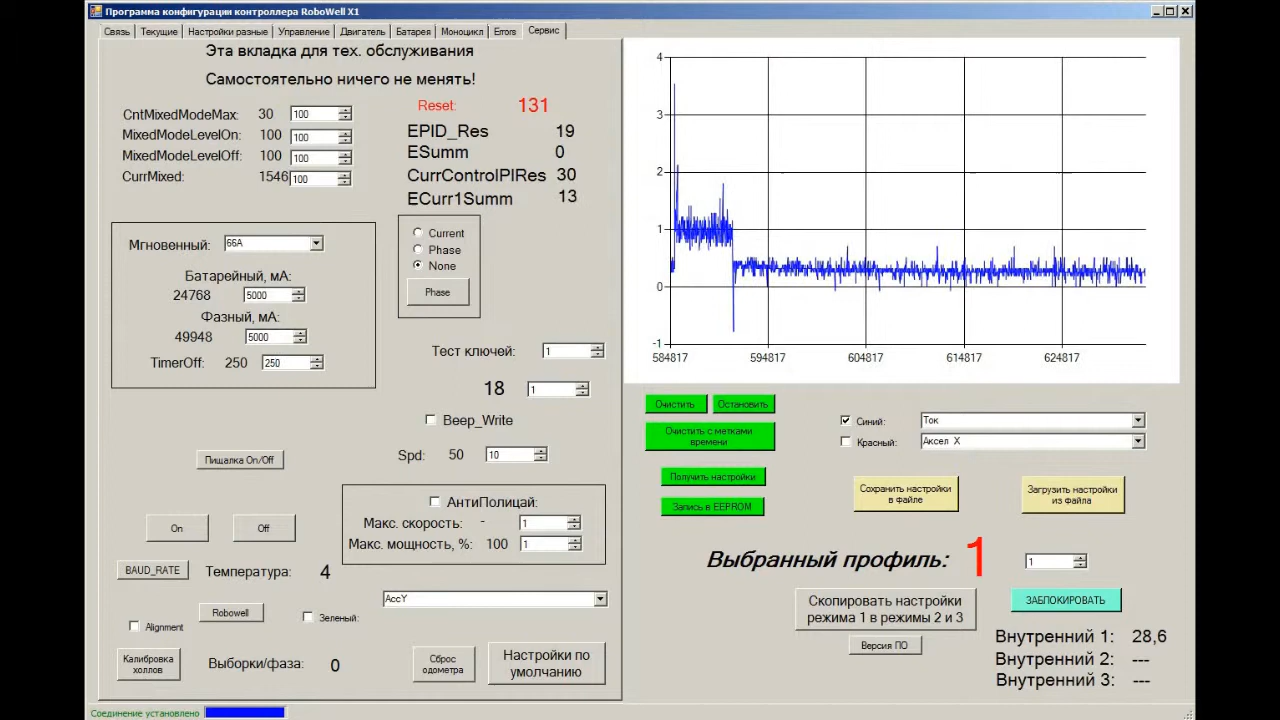 Программа конфигурации контроллера RoboWell X1
Связь Текущие Настройки разные Управление Двигатель Батарея Моноцикл Errors Сервис
Эта вкладка для тех. обслуживания
Самостоятельно ничего не менять!
CntMixedModeMax: 30 100
MixedModeLevelOn: 100 100
MixedModeLevelOff: 100 100
CurrMixed: 1546 100
Reset: 131
EPID_Res 19
ESumm 0
CurrControlPIRes 30
ECurr1Summ 13
Мгновенный: 66A
Батарейный, мА:
24768 5000
Фазный, мА:
49948 5000
TimerOff: 250 250
Current
Phase
None
Phase
Тест ключей: 1
18 1
Beep_Write
Spd: 50 10
Пищалка On/Off
АнтиПолицай:
Макс. скорость: - 1
Макс. мощность, %: 100 1
On Off
BAUD_RATE Температура: 4
AccY
Robowell Зеленый:
Alignment
Калибровка холлов
Выборки/фаза: 0
Сброс одометра
Настройки по умолчанию
Соединение установлено
4
3
2
1
0
-1
584817 594817 604817 614817 624817
Очистить Остановить
Очистить с метками времени
Синий: Ток
Красный: Аксел X
Получить настройки
Запись в EEPROM
Сохранить настройки в файле
Загрузить настройки из файла
Выбранный профиль: 1 1
Скопировать настройки режима 1 в режимы 2 и 3
ЗАБЛОКИРОВАТЬ
Версия ПО
Внутренний 1: 28,6
Внутренний 2: ---
Внутренний 3: ---